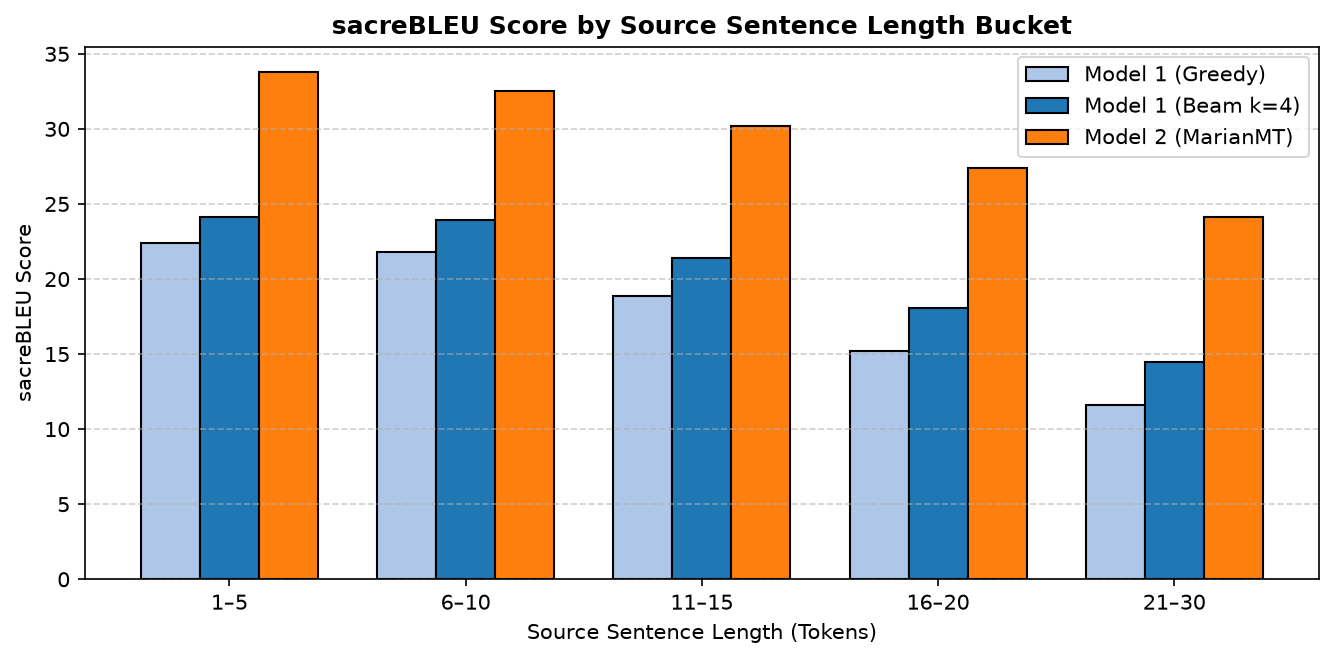 sacreBLEU Score by Source Sentence Length Bucket
Model 1 (Greedy)
Model 1 (Beam k=4)
Model 2 (MarianMT)
sacreBLEU Score
35
30
25
20
15
10
5
0
1–5
6–10
11–15
16–20
21–30
Source Sentence Length (Tokens)